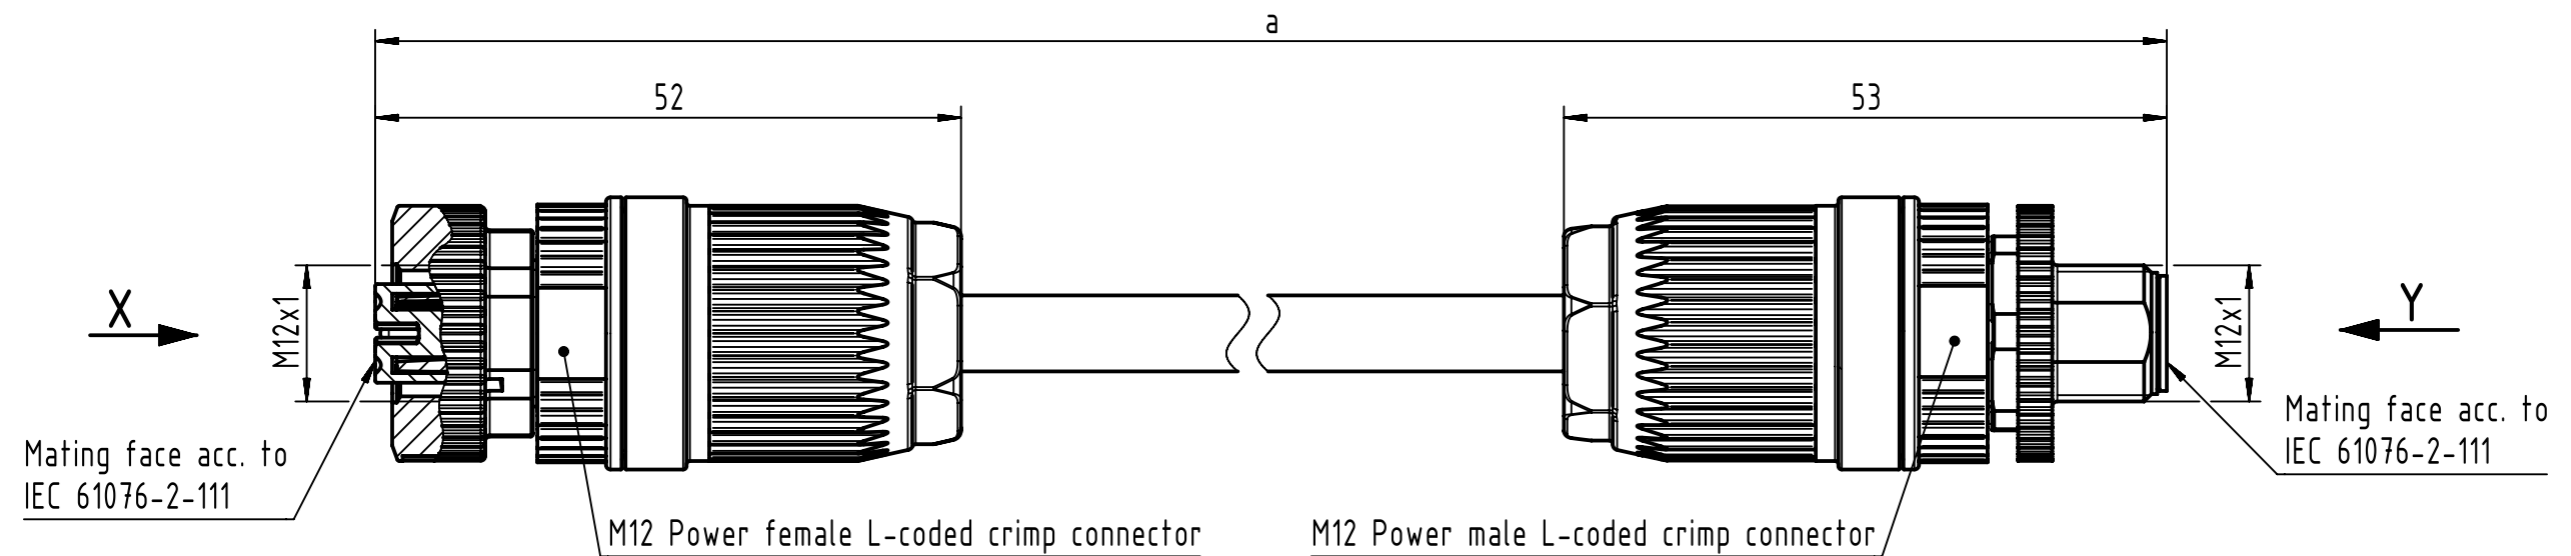 a
52
53
X
M12x1
M12x1
Y
Mating face acc. to
IEC 61076-2-111
Mating face acc. to
IEC 61076-2-111
M12 Power female L-coded crimp connector
M12 Power male L-coded crimp connector